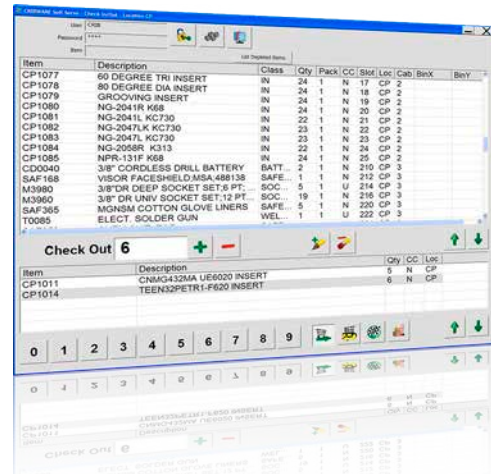 CRIBWARE Self Serve - Check In/Out - Location CP
User CRIB
Password ****
Item
List Depleted Items
Item Description Class Qty Pack CC Slot Loc Cab BinX BinY
CP1077 60 DEGREE TRI INSERT IN 24 1 N 17 CP 2
CP1078 80 DEGREE DIA INSERT IN 24 1 N 18 CP 2
CP1079 GROOVING INSERT IN 24 1 N 19 CP 2
CP1080 NG-2041R K68 IN 24 1 N 20 CP 2
CP1081 NG-2041L KC730 IN 22 1 N 21 CP 2
CP1082 NG-2047LK KC730 IN 23 1 N 22 CP 2
CP1083 NG-2047L KC730 IN 23 1 N 23 CP 2
CP1084 NG-2058R K313 IN 22 1 N 24 CP 2
CP1085 NPR-131F K68 IN 24 1 N 25 CP 2
CD0040 3/8" CORDLESS DRILL BATTERY BATT... 2 1 N 210 CP 3
SAF168 VISOR FACESHIELD;MSA;488138 SAFE... 1 1 N 212 CP 3
M3980 3/8"DR DEEP SOCKET SET;6 PT; ... SOC... 5 1 U 214 CP 3
M3960 3/8" DR UNIV SOCKET SET;12 PT... SOC... 19 1 N 216 CP 3
SAF365 MGNSM COTTON GLOVE LINERS SAFE... 5 1 N 220 CP 3
T0085 ELECT. SOLDER GUN WEL... 1 1 U 222 CP 3
Check Out 6
Item Description Qty CC Loc
CP1011 CNMG432MA UE6020 INSERT 5 N CP
CP1014 TEEN32PETR1-F620 INSERT 6 N CP
0 1 2 3 4 5 6 7 8 9